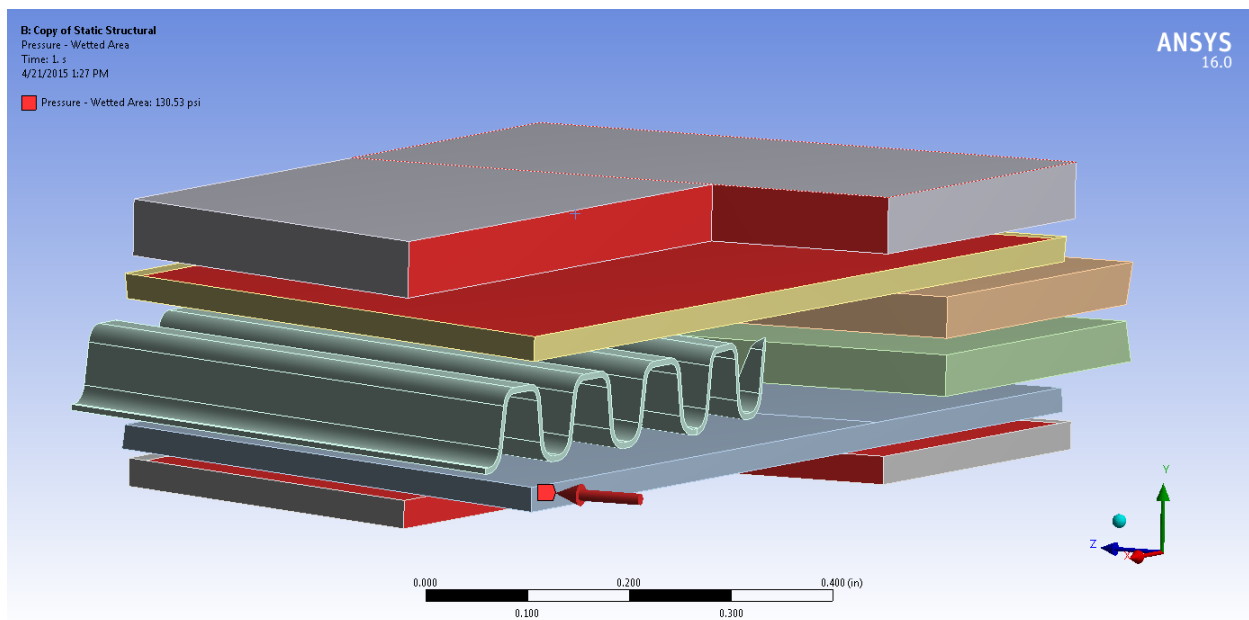 B: Copy of Static Structural
Pressure - Wetted Area
Time: 1. s
4/21/2015 1:27 PM
Pressure - Wetted Area: 130.53 psi
ANSYS
16.0
Y
Z
X
0.000 0.200 0.400 (in)
0.100 0.300